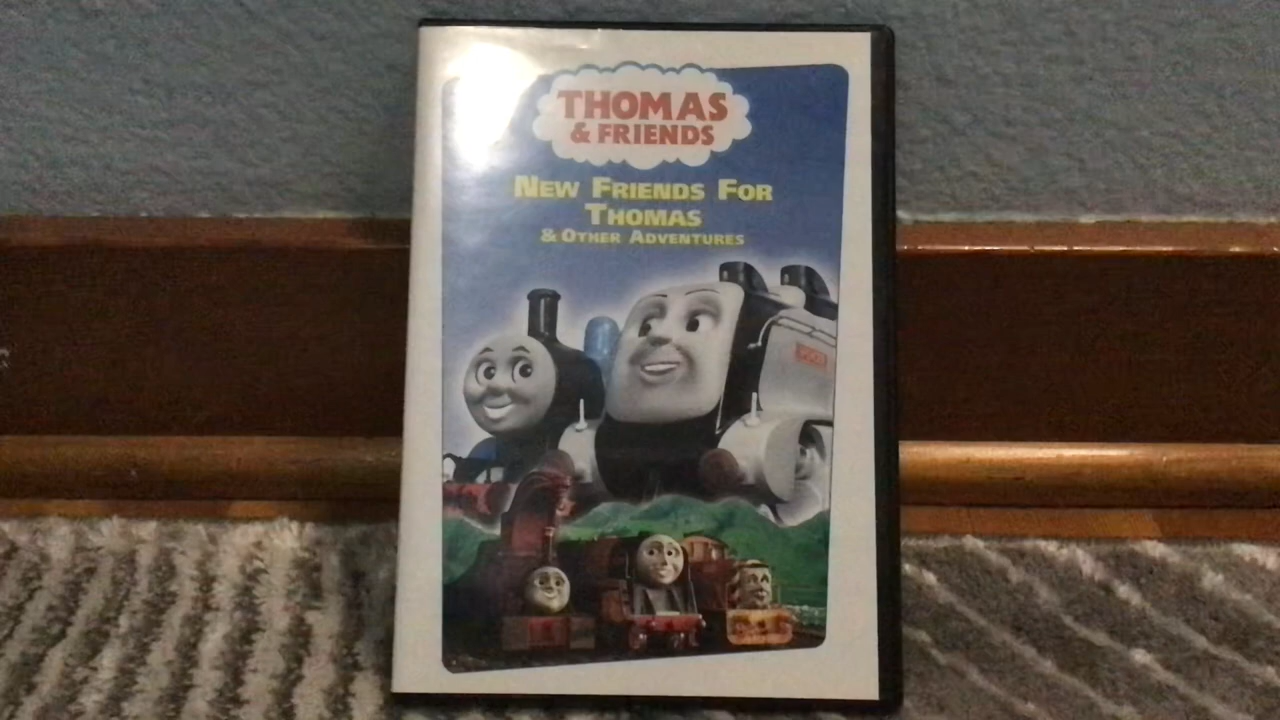 THOMAS
& FRIENDS
NEW FRIENDS FOR
THOMAS
& OTHER ADVENTURES